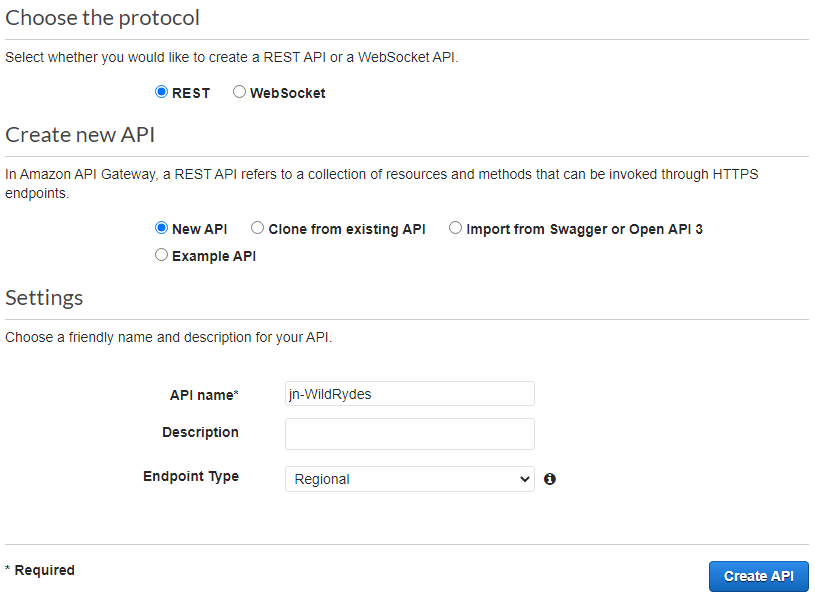 Choose the protocol
Select whether you would like to create a REST API or a WebSocket API.
REST WebSocket
Create new API
In Amazon API Gateway, a REST API refers to a collection of resources and methods that can be invoked through HTTPS
endpoints.
New API Clone from existing API Import from Swagger or Open API 3
Example API
Settings
Choose a friendly name and description for your API.
API name* jn-WildRydes
Description
Endpoint Type Regional
* Required
Create API